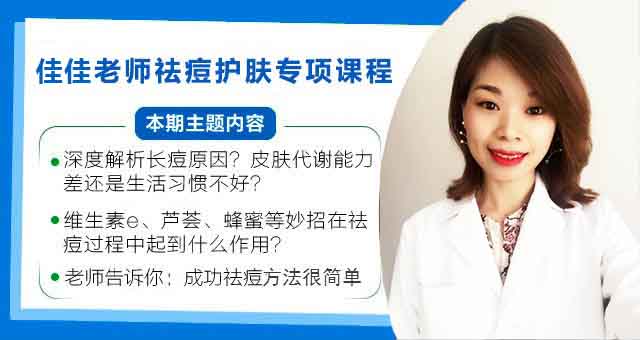 佳佳老师祛痘护肤专项课程
本期主题内容
深度解析长痘原因？皮肤代谢能力
差还是生活习惯不好？
维生素e、芦荟、蜂蜜等妙招在祛
痘过程中起到什么作用？
老师告诉你：成功祛痘方法很简单